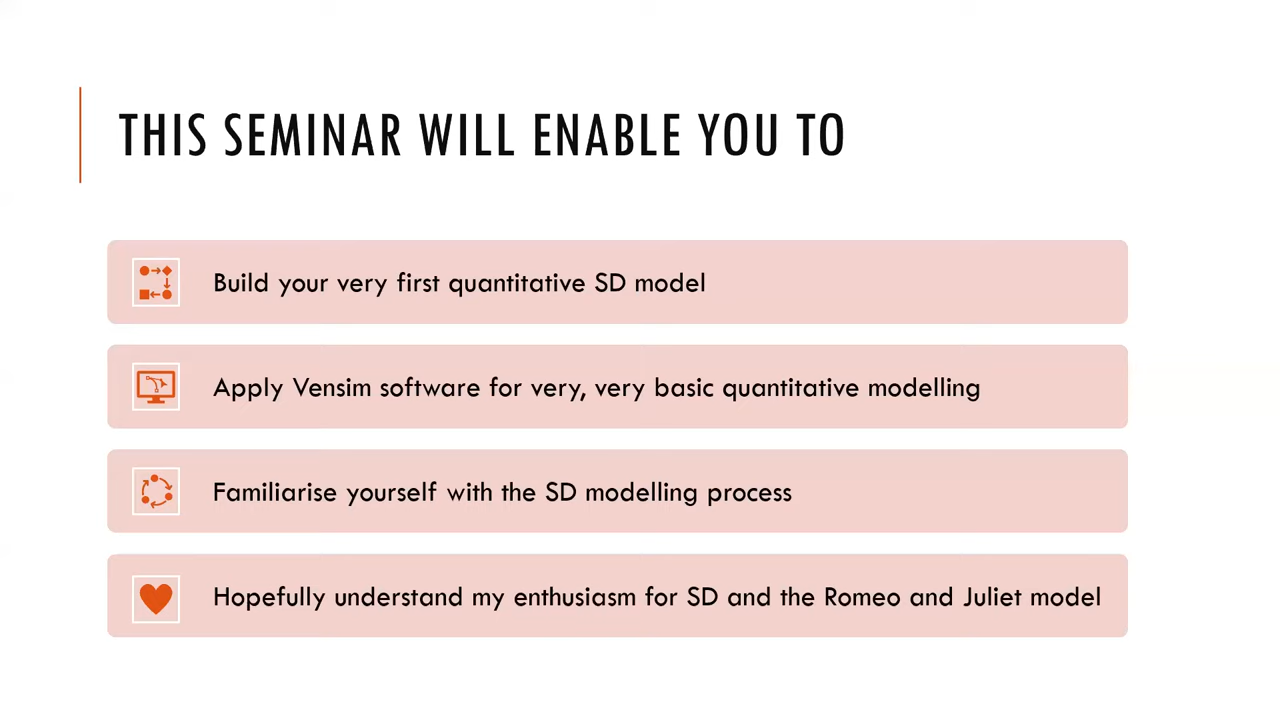 THIS SEMINAR WILL ENABLE YOU TO
Build your very first quantitative SD model
Apply Vensim software for very, very basic quantitative modelling
Familiarise yourself with the SD modelling process
Hopefully understand my enthusiasm for SD and the Romeo and Juliet model